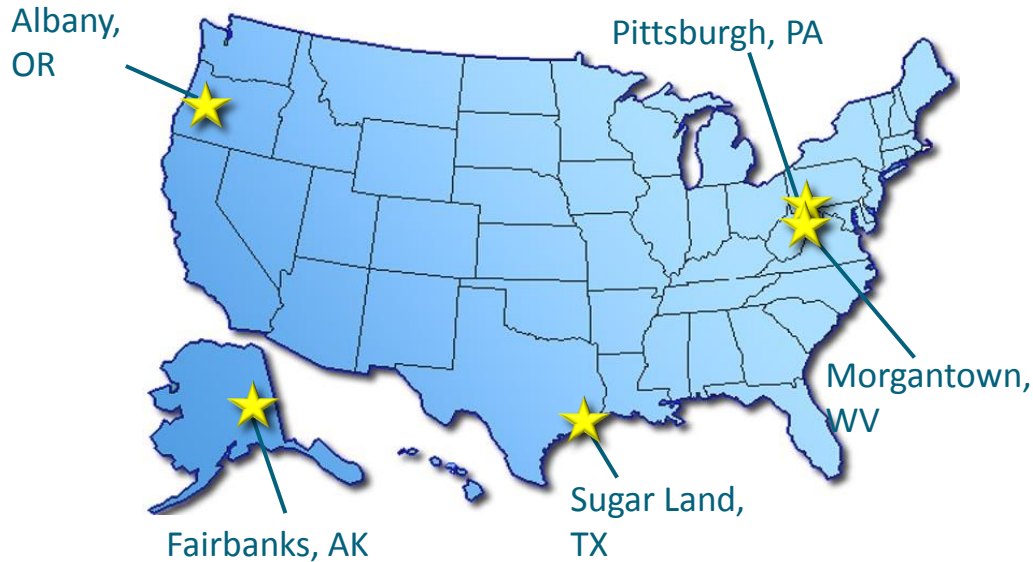 Albany,
OR
Pittsburgh, PA
Morgantown,
WV
Sugar Land,
TX
Fairbanks, AK